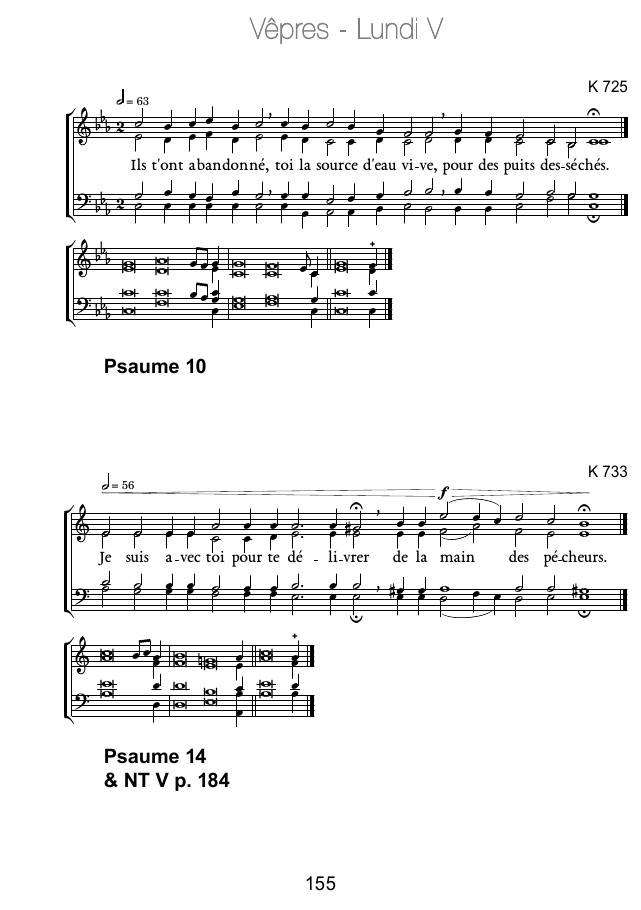 Vêpres - Lundi V
K 725
= 63
Ils t'ont abandonné, toi la source d'eau vi-ve, pour des puits des-séchés.
Psaume 10
K 733
= 56
f
Je suis a-vec toi pour te dé - li-vrer de la main des pé-cheurs.
Psaume 14
& NT V p. 184
155